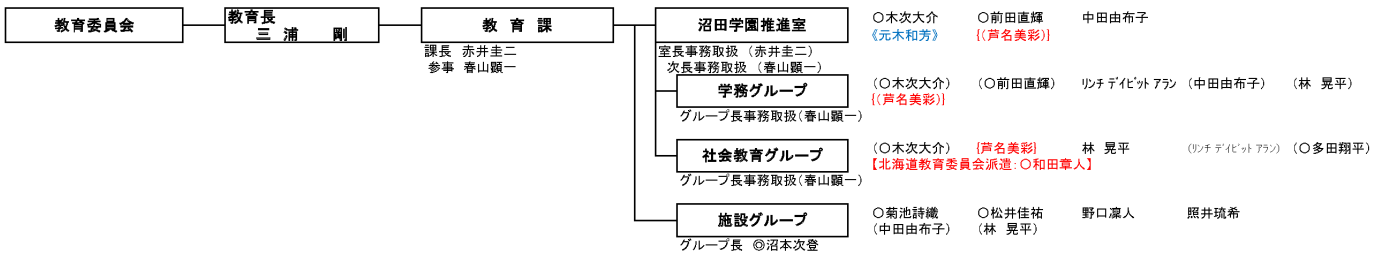 教育委員会
教育長
三 浦 剛
教 育 課
課長 赤井圭二
参事 春山顕一
沼田学園推進室
室長事務取扱 (赤井圭二)
次長事務取扱 (春山顕一)
〇木次大介 〇前田直輝 中田由布子
《元木和芳》 {(芦名美彩)}
学務グループ
グループ長事務取扱(春山顕一)
(〇木次大介) (〇前田直輝) リンチ デイビット アラン (中田由布子) (林 晃平)
{(芦名美彩)}
社会教育グループ
グループ長事務取扱(春山顕一)
(〇木次大介) {芦名美彩} 林 晃平 (リンチ デイビット アラン) (〇多田翔平)
【北海道教育委員会派遣:〇和田章人】
施設グループ
グループ長 ◎沼本次登
〇菊池詩織 〇松井佳祐 野口凜人 照井琉希
(中田由布子) (林 晃平)